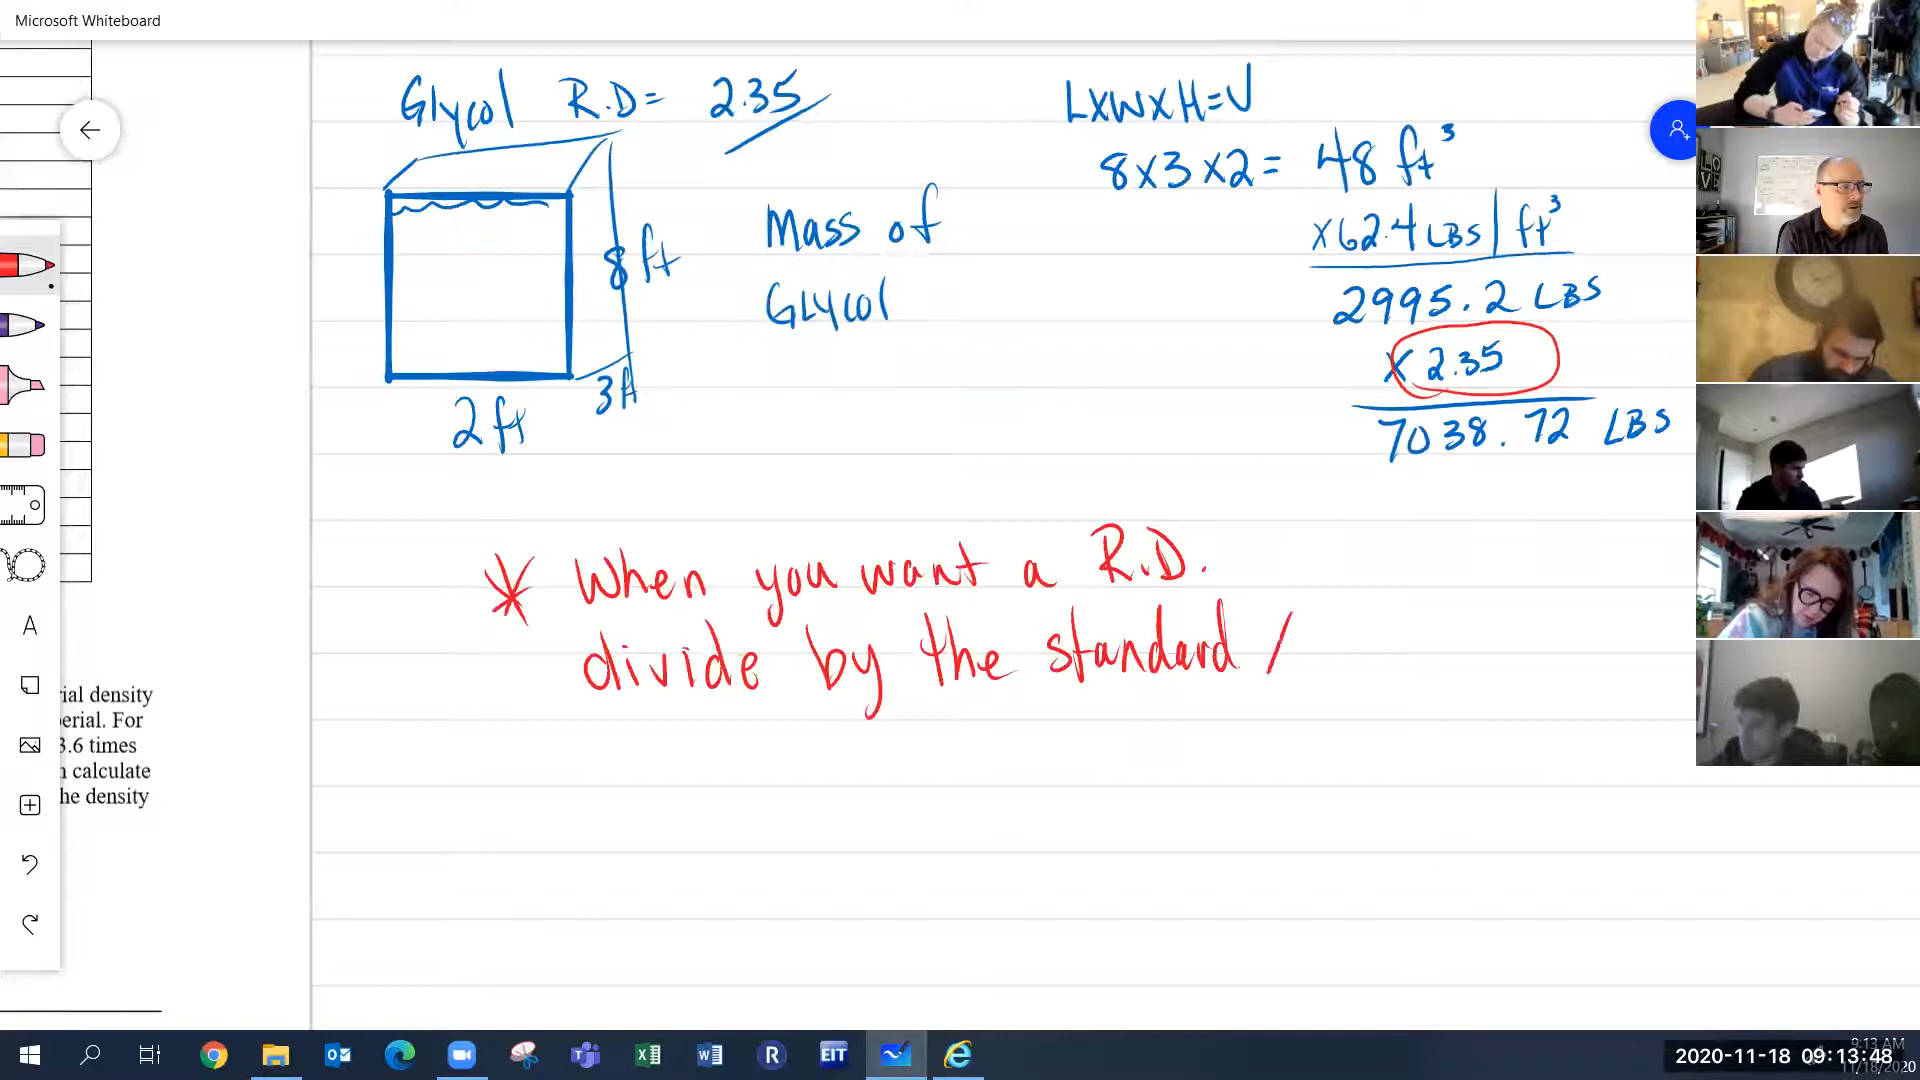 Microsoft Whiteboard
Glycol R.D= 2.35
8 ft
3ft
2 ft
Mass of
Glycol
LxWxH=V
8x3x2= 48 ft³
x62.4 LBS/ft³
2995.2 LBS
x 2.35
7038.72 LBS
* When you want a R.D.
divide by the standard /
ial density
erial. For
3.6 times
calculate
he density
A
EIT
2020-11-18 09:13:48
9:13 AM
11/18/2020